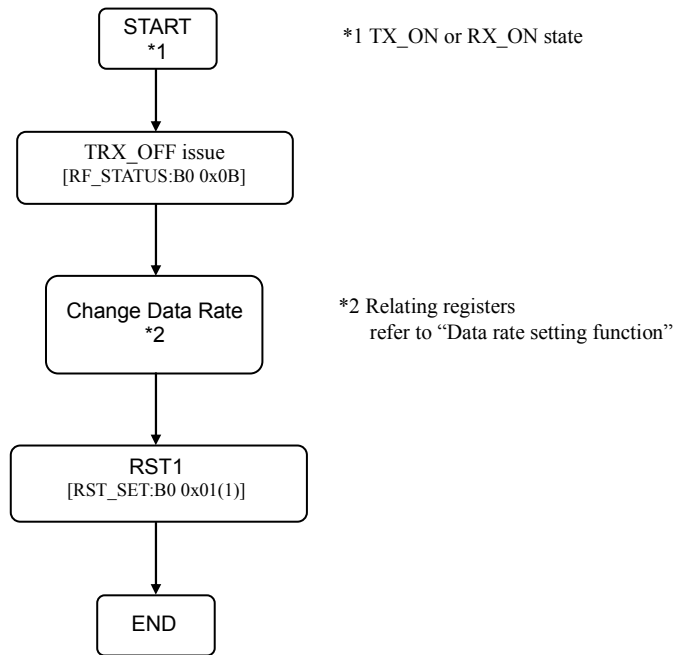 START
*1
*1 TX_ON or RX_ON state
TRX_OFF issue
[RF_STATUS:B0 0x0B]
Change Data Rate
*2
*2 Relating registers
refer to “Data rate setting function”
RST1
[RST_SET:B0 0x01(1)]
END